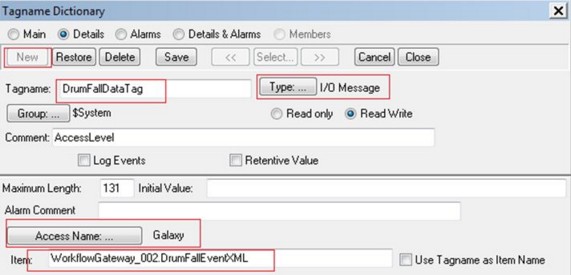 Tagname Dictionary
Main Details Alarms Details & Alarms Members
New Restore Delete Save << Select... >> Cancel Close
Tagname: DrumFallDataTag Type: ... I/O Message
Group: ... $System Read only Read Write
Comment: AccessLevel
Log Events Retentive Value
Maximum Length: 131 Initial Value:
Alarm Comment
Access Name: ... Galaxy
Item: WorkflowGateway_002.DrumFallEventXML Use Tagname as Item Name